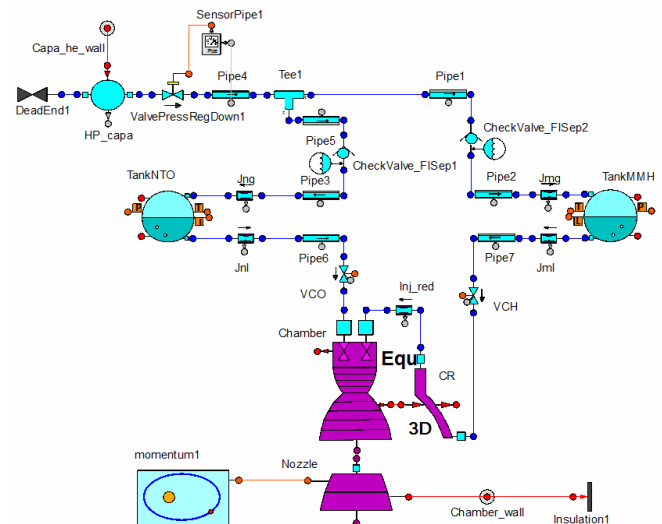 SensorPipe1
Capa_he_wall
Pipe
Pipe4
Tee1
Pipe1
DeadEnd1
ValvePressRegDown1
HP_capa
Pipe5
CheckValve_FlSep2
CheckValve_FlSep1
TankNTO
Jng
Pipe3
Pipe2
Jmg
TankMMH
P
T
T
P
L
L
Jnl
Pipe6
Pipe7
Jml
VCO
Inj_red
VCH
Chamber
Equ
CR
3D
momentum1
Nozzle
Chamber_wall
Insulation1